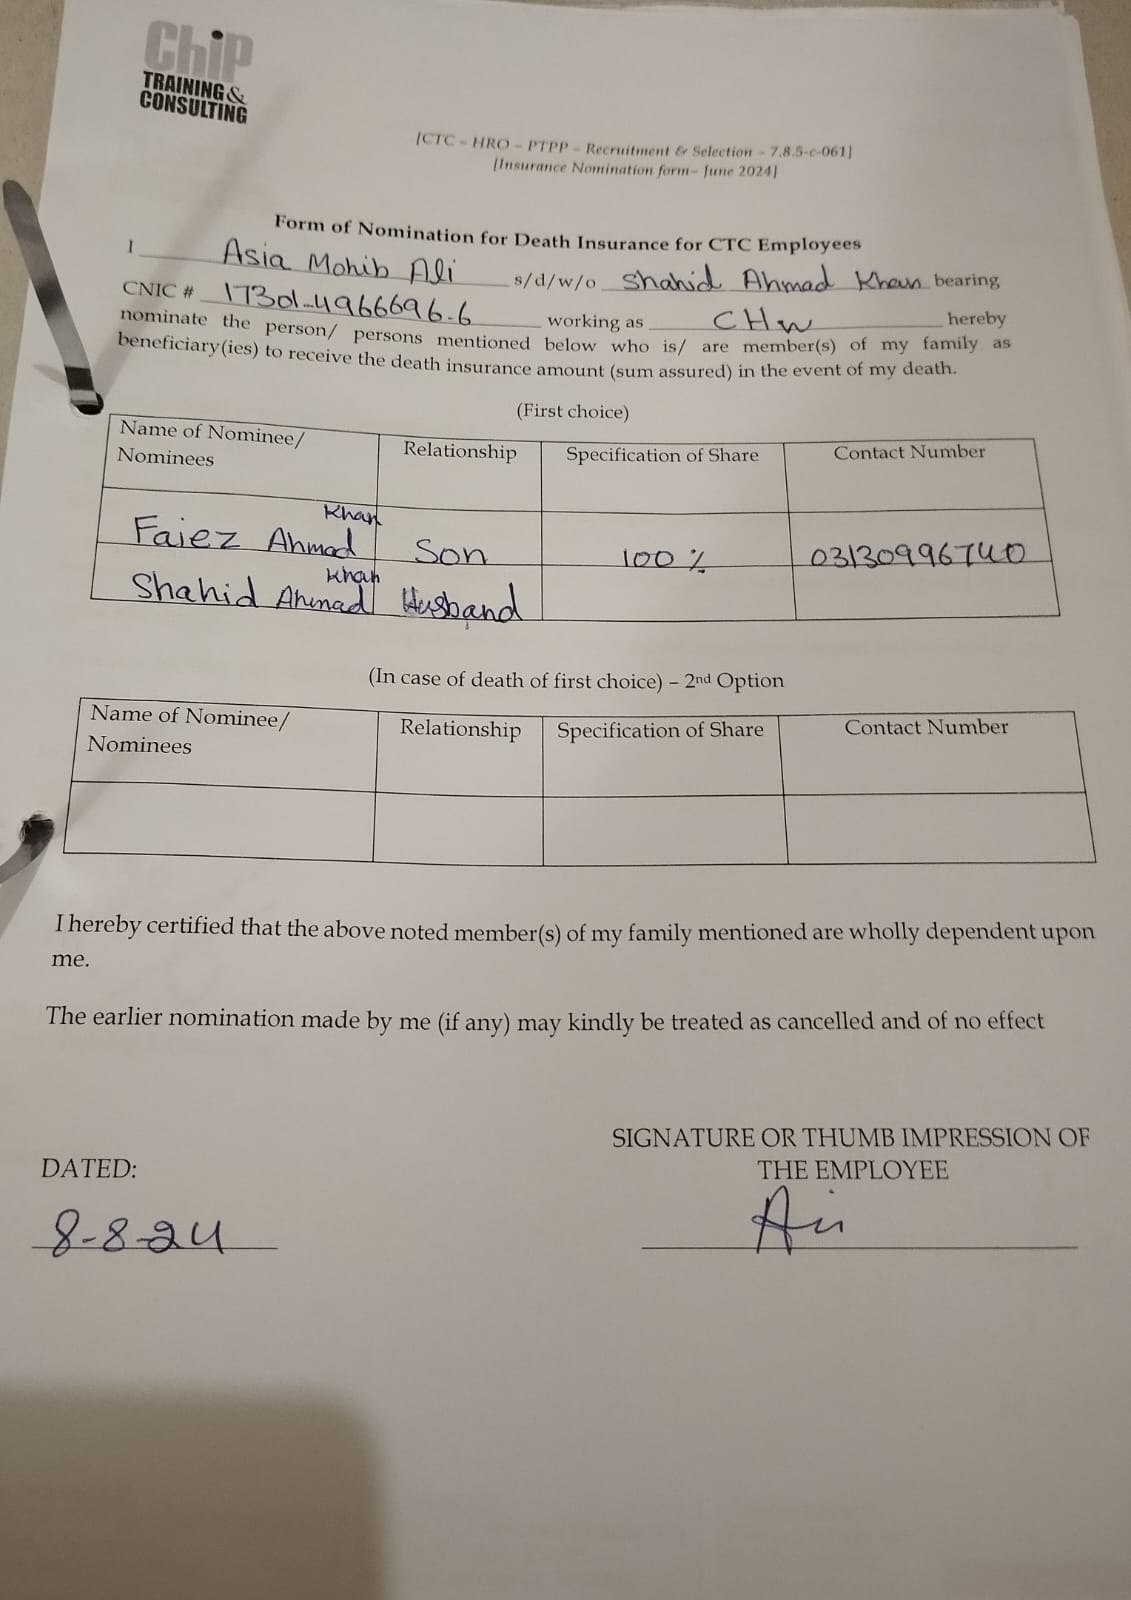 Chip
TRAINING &
CONSULTING
[CTC – HRO – PTPP – Recruitment & Selection – 7.8.5-c-061]
[Insurance Nomination form– June 2024]
Form of Nomination for Death Insurance for CTC Employees
I Asia Mohib Ali s/d/w/o Shahid Ahmad Khan bearing
CNIC # 17301-4966696-6 working as CHW hereby
nominate the person/ persons mentioned below who is/ are member(s) of my family as
beneficiary(ies) to receive the death insurance amount (sum assured) in the event of my death.
(First choice)
Name of Nominee/ Nominees Relationship Specification of Share Contact Number
Faiez Ahmad Khan Son 100 % 03130996740
Shahid Ahmad Khan Husband
(In case of death of first choice) – 2nd Option
Name of Nominee/ Nominees Relationship Specification of Share Contact Number
I hereby certified that the above noted member(s) of my family mentioned are wholly dependent upon
me.
The earlier nomination made by me (if any) may kindly be treated as cancelled and of no effect
SIGNATURE OR THUMB IMPRESSION OF
THE EMPLOYEE
DATED:
8-8-24